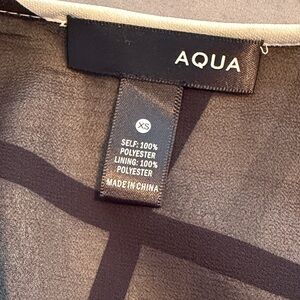 AQUA
XS
SELF: 100%
POLYESTER
LINING: 100%
POLYESTER
MADE IN CHINA